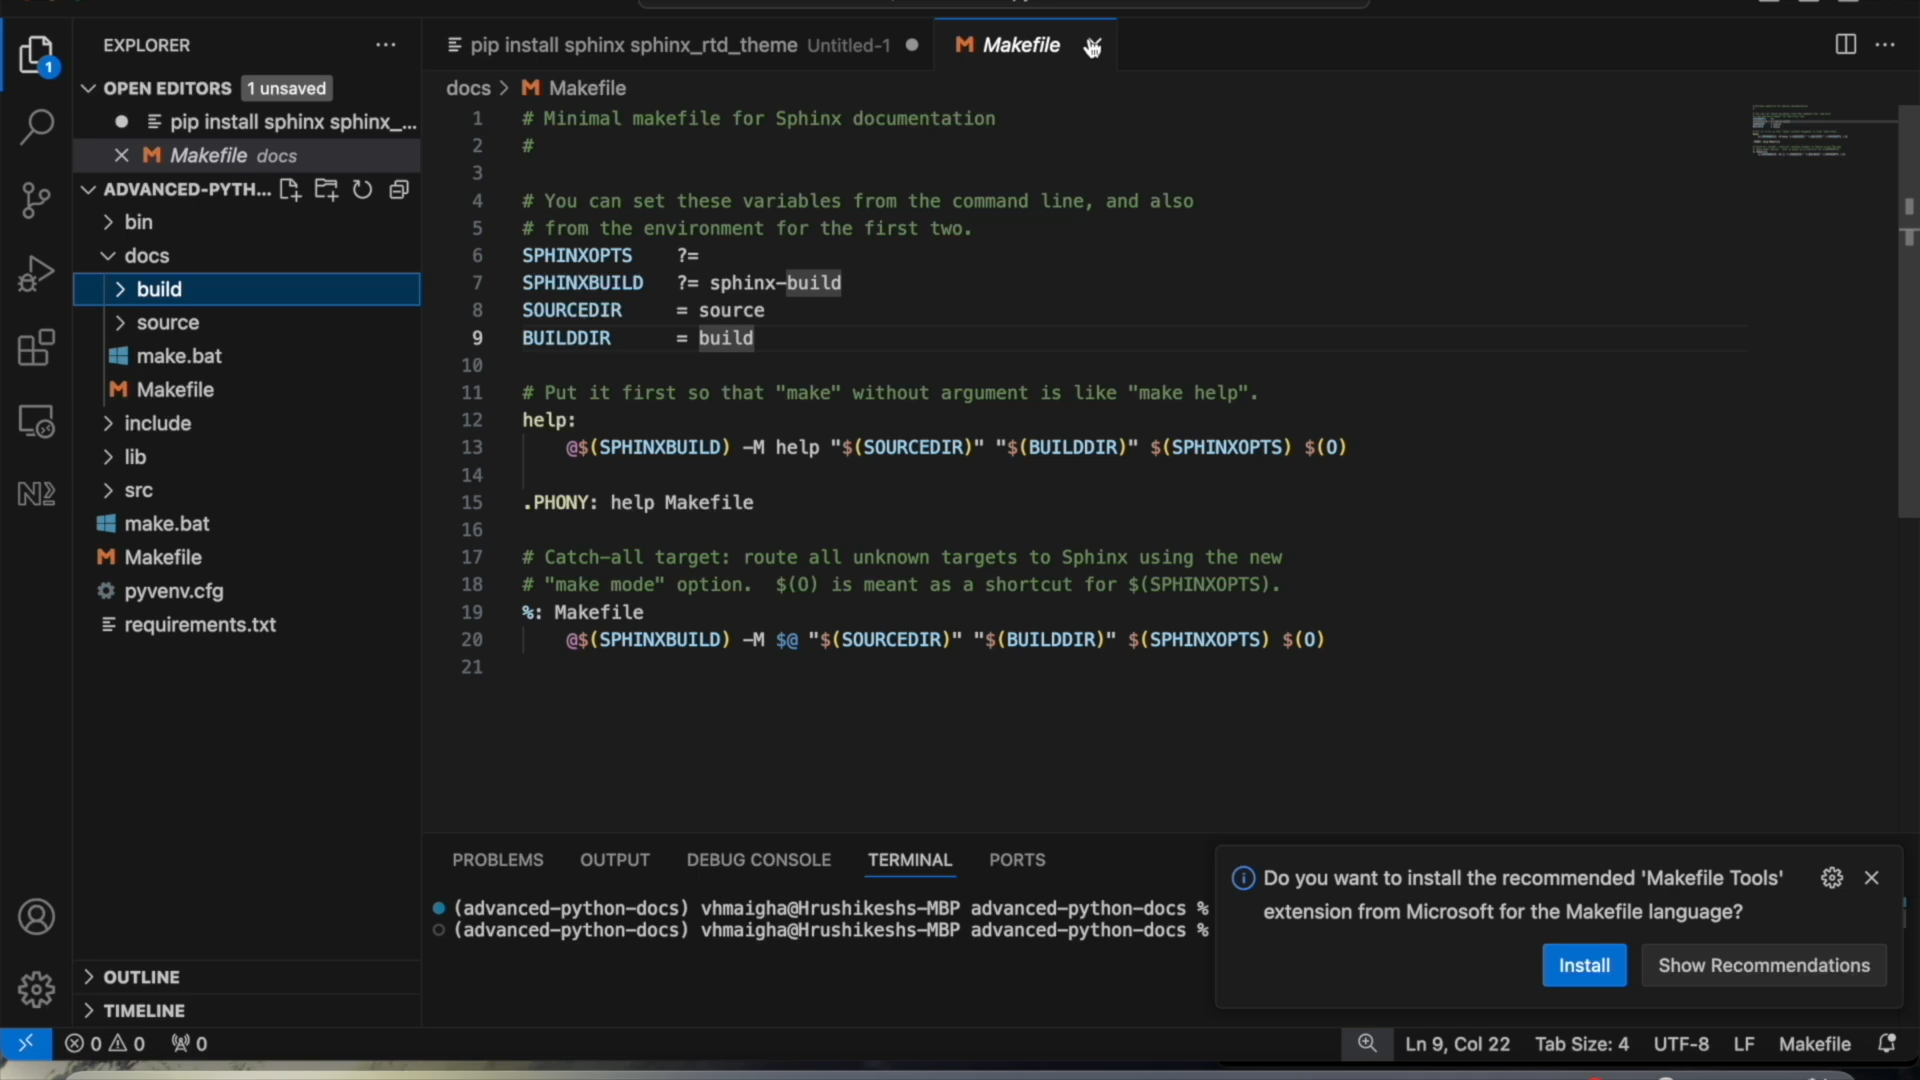 EXPLORER
OPEN EDITORS 1 unsaved
pip install sphinx sphinx_...
Makefile docs
ADVANCED-PYTH...
bin
docs
build
source
make.bat
Makefile
include
lib
src
make.bat
Makefile
pyvenv.cfg
requirements.txt
OUTLINE
TIMELINE
1
pip install sphinx sphinx_rtd_theme Untitled-1
Makefile
docs > Makefile
1 # Minimal makefile for Sphinx documentation
2 #
3
4 # You can set these variables from the command line, and also
5 # from the environment for the first two.
6 SPHINXOPTS ?=
7 SPHINXBUILD ?= sphinx-build
8 SOURCEDIR = source
9 BUILDDIR = build
10
11 # Put it first so that "make" without argument is like "make help".
12 help:
13 @$(SPHINXBUILD) -M help "$(SOURCEDIR)" "$(BUILDDIR)" $(SPHINXOPTS) $(O)
14
15 .PHONY: help Makefile
16
17 # Catch-all target: route all unknown targets to Sphinx using the new
18 # "make mode" option. $(O) is meant as a shortcut for $(SPHINXOPTS).
19 %: Makefile
20 @$(SPHINXBUILD) -M $@ "$(SOURCEDIR)" "$(BUILDDIR)" $(SPHINXOPTS) $(O)
21
PROBLEMS OUTPUT DEBUG CONSOLE TERMINAL PORTS
(advanced-python-docs) vhmaigha@Hrushikeshs-MBP advanced-python-docs %
(advanced-python-docs) vhmaigha@Hrushikeshs-MBP advanced-python-docs %
Do you want to install the recommended 'Makefile Tools'
extension from Microsoft for the Makefile language?
Install Show Recommendations
0 0 0 Ln 9, Col 22 Tab Size: 4 UTF-8 LF Makefile